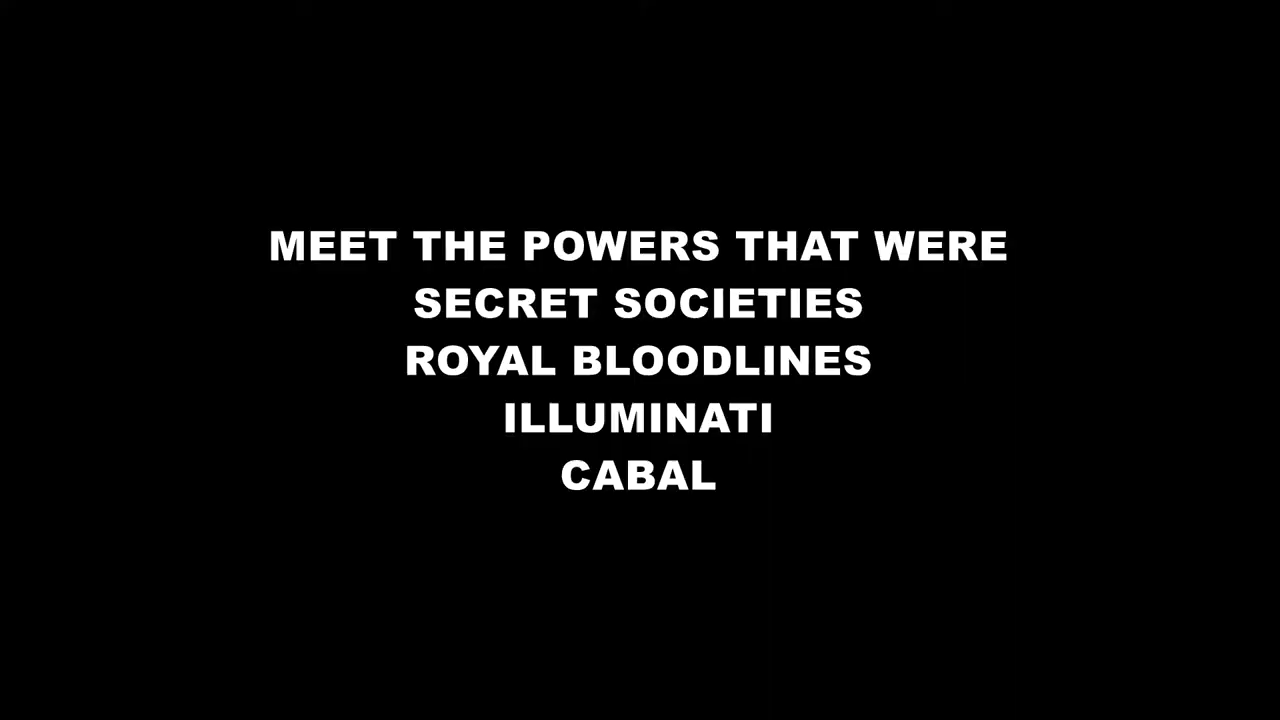 MEET THE POWERS THAT WERE
SECRET SOCIETIES
ROYAL BLOODLINES
ILLUMINATI
CABAL